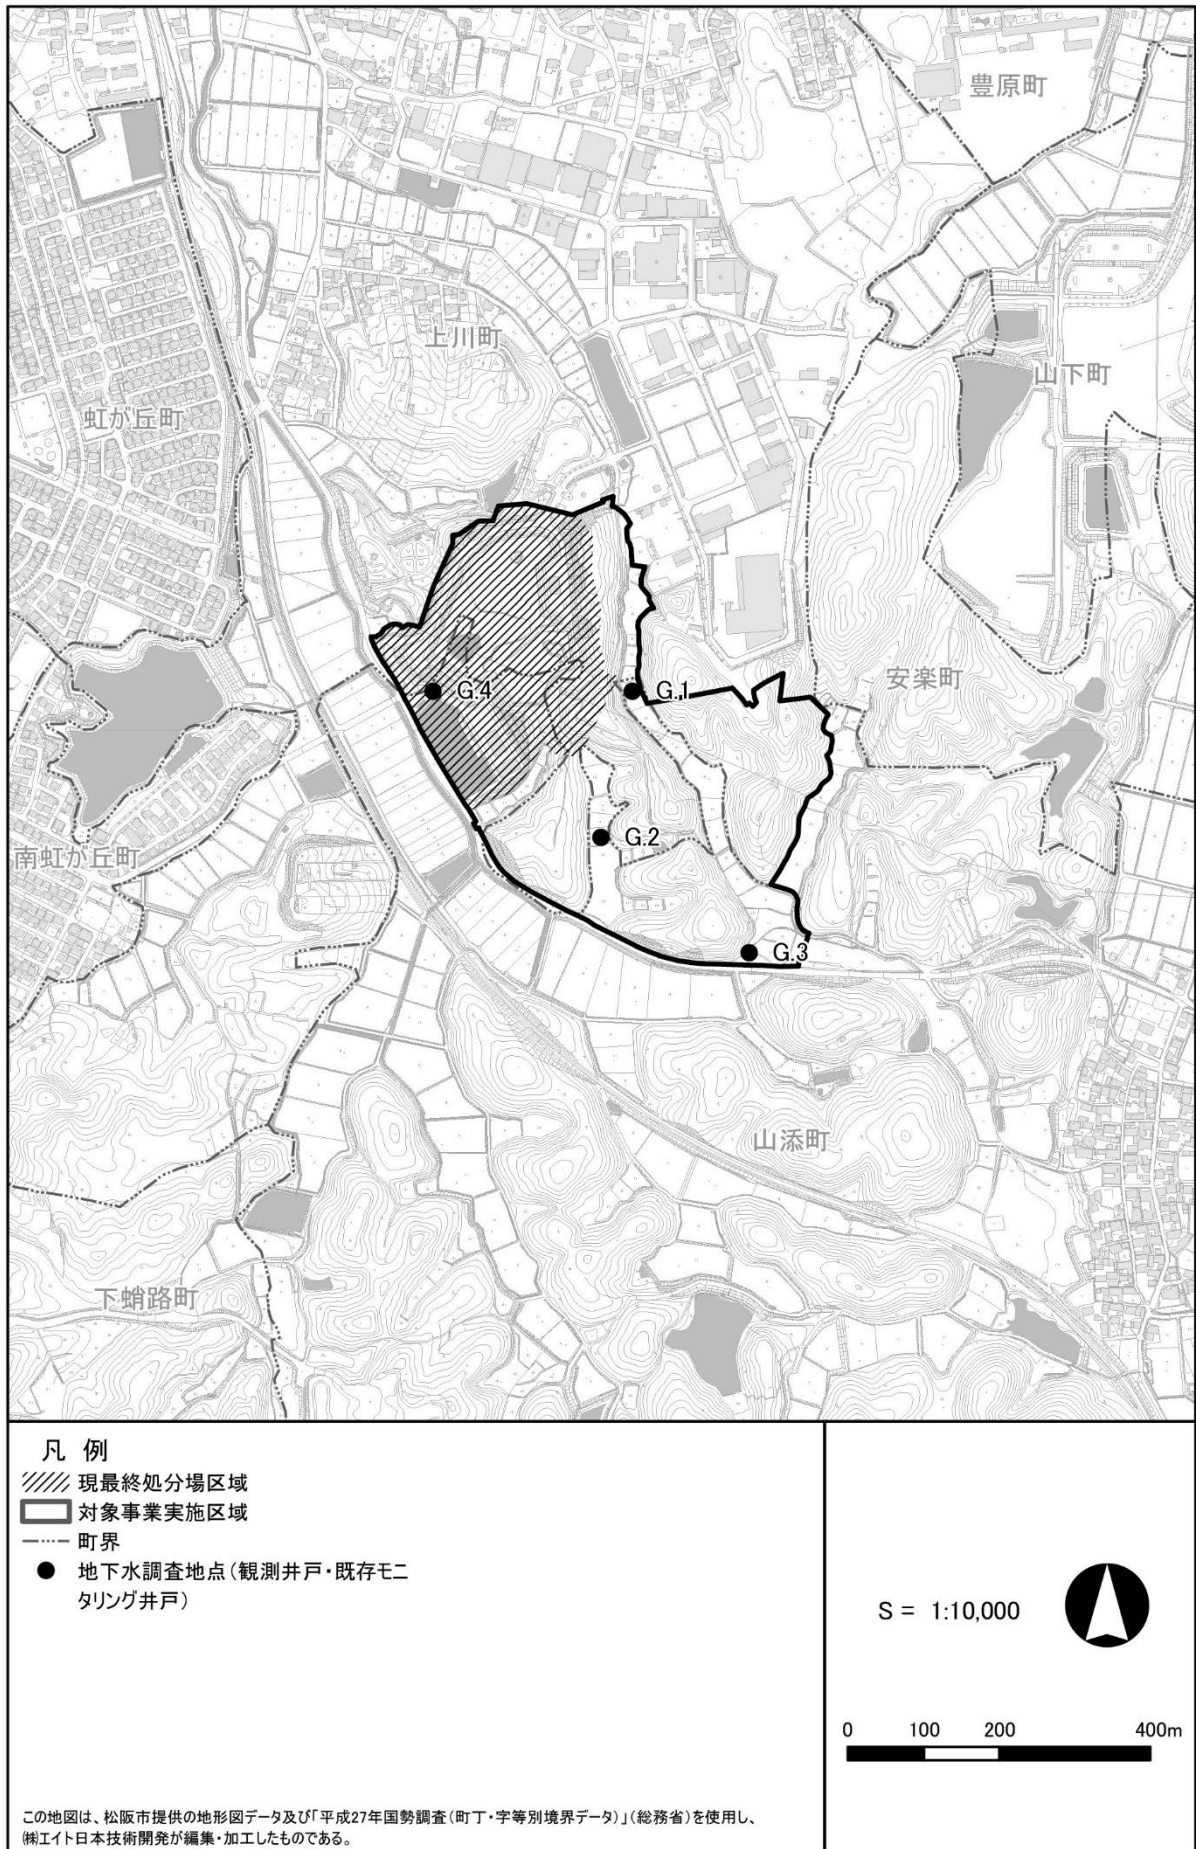 豊原町
上川町
山下町
虹が丘町
安楽町
G.4
G.1
G.2
南虹が丘町
G.3
山添町
下蛸路町
凡 例
現最終処分場区域
対象事業実施区域
町界
地下水調査地点(観測井戸・既存モニ
タリング井戸)
S = 1:10,000
0 100 200 400m
この地図は、松阪市提供の地形図データ及び「平成27年国勢調査(町丁・字等別境界データ)」(総務省)を使用し、
㈱エイト日本技術開発が編集・加工したものである。